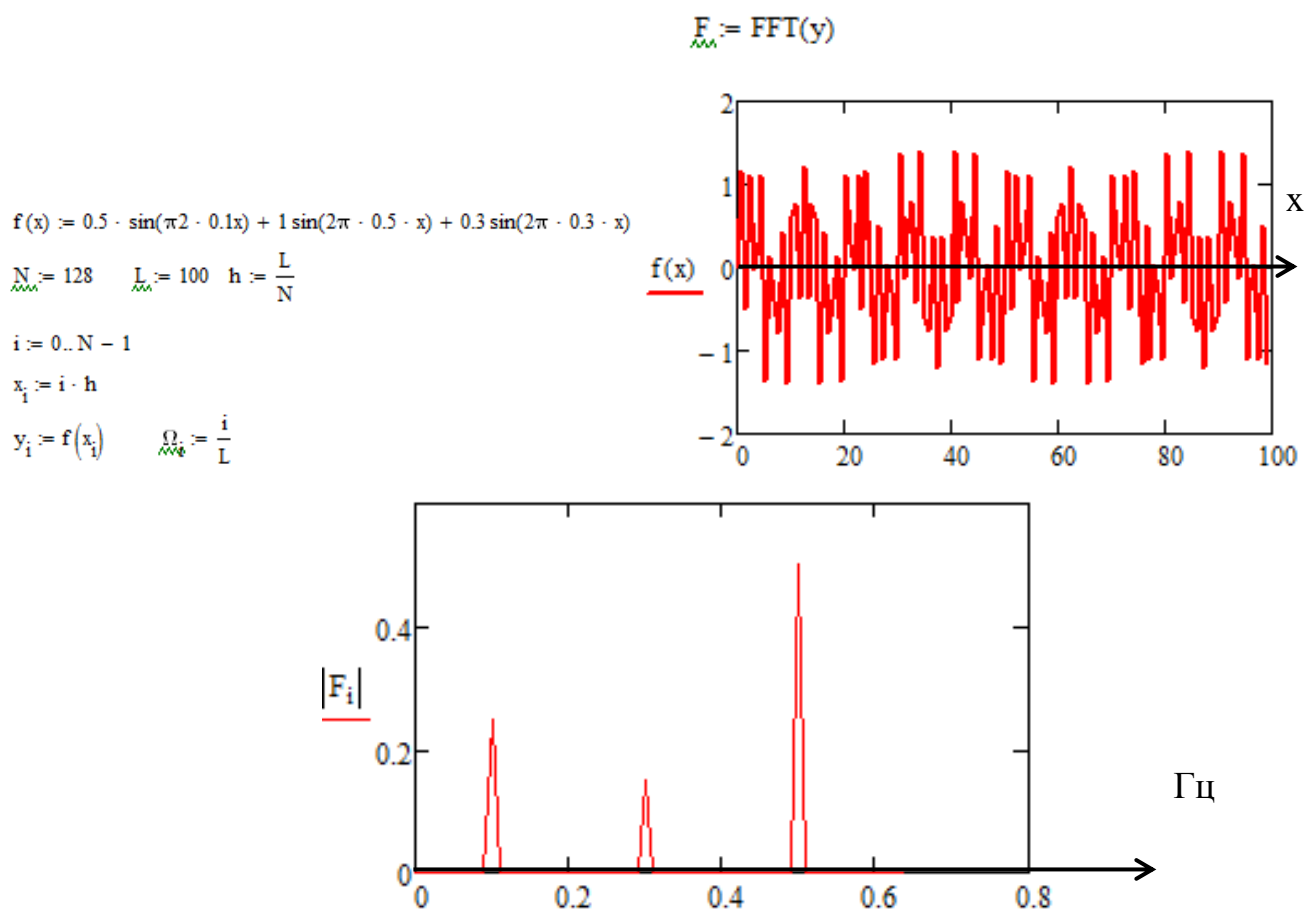 F := FFT(y)
f(x) := 0.5 · sin(π2 · 0.1x) + 1 sin(2π · 0.5 · x) + 0.3 sin(2π · 0.3 · x)
N := 128 L := 100 h := L/N
i := 0.. N − 1
x_i := i · h
y_i := f(x_i) Ω_i := i/L
2
1
0
−1
−2
f(x)
x
0 20 40 60 80 100
0.4
|F_i|
0.2
0
Гц
0 0.2 0.4 0.6 0.8